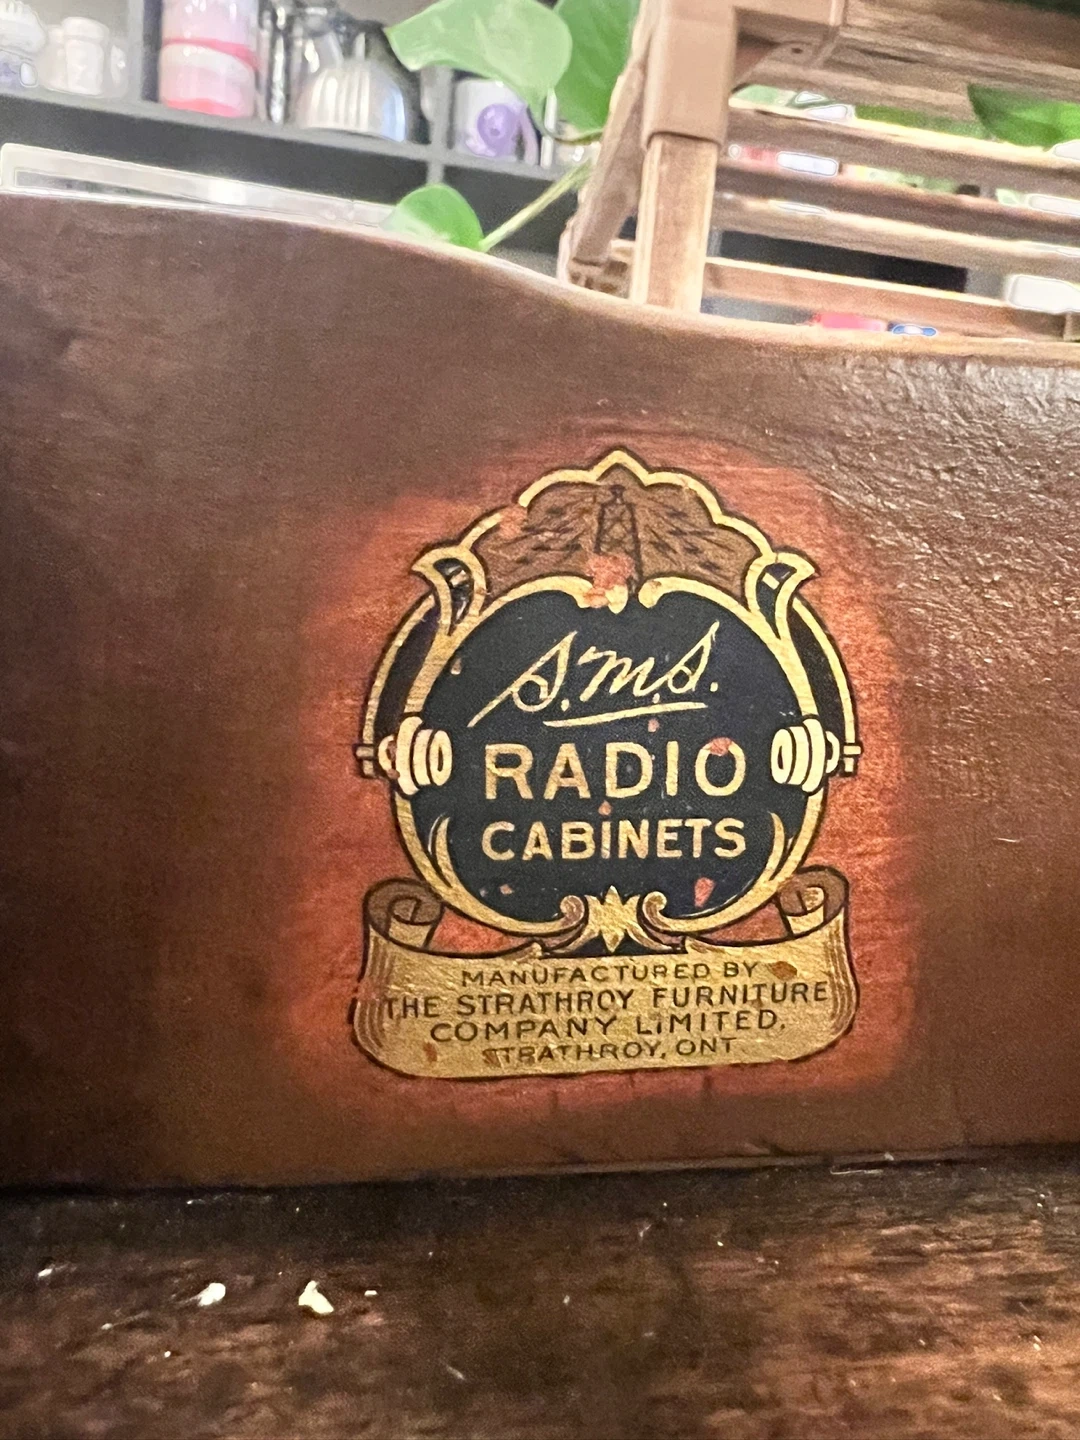 S.M.S.
RADIO
CABINETS
MANUFACTURED BY
THE STRATHROY FURNITURE
COMPANY LIMITED,
STRATHROY, ONT.